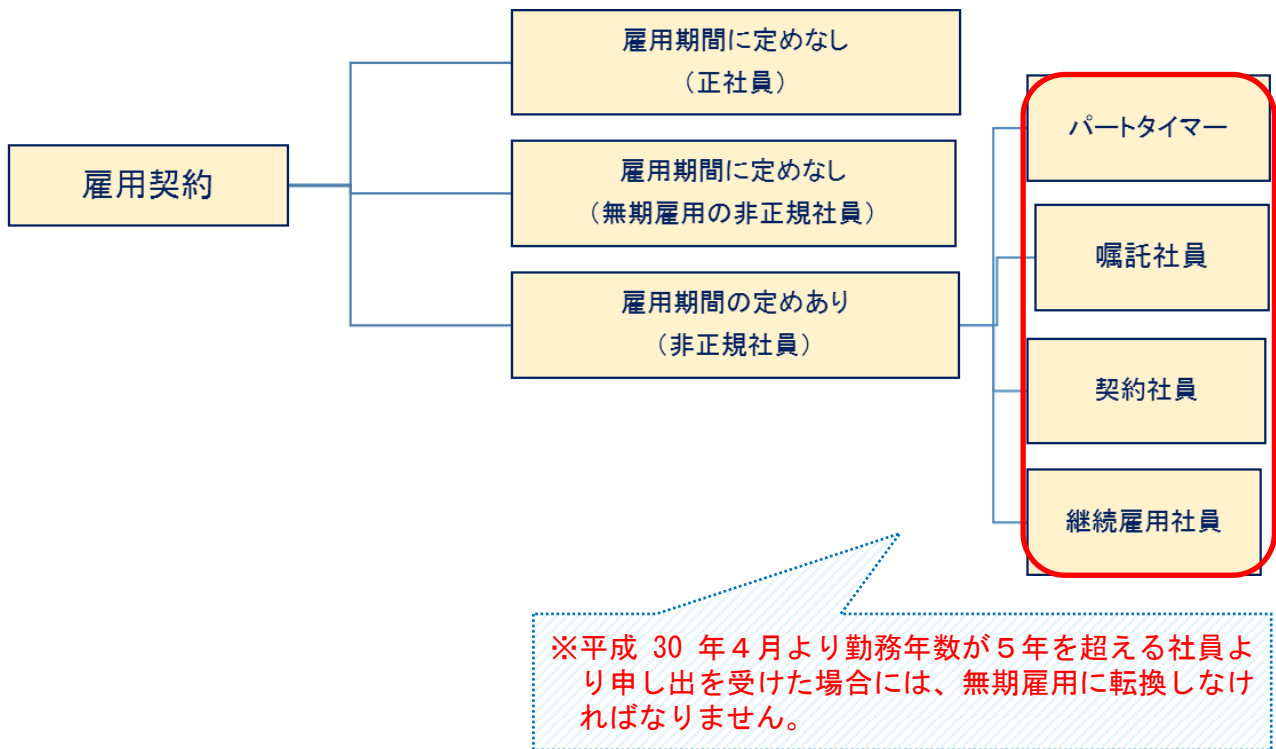 雇用契約
雇用期間に定めなし
（正社員）
雇用期間に定めなし
（無期雇用の非正規社員）
雇用期間の定めあり
（非正規社員）
パートタイマー
嘱託社員
契約社員
継続雇用社員
※平成 30 年４月より勤務年数が５年を超える社員よ
り申し出を受けた場合には、無期雇用に転換しなけ
ればなりません。